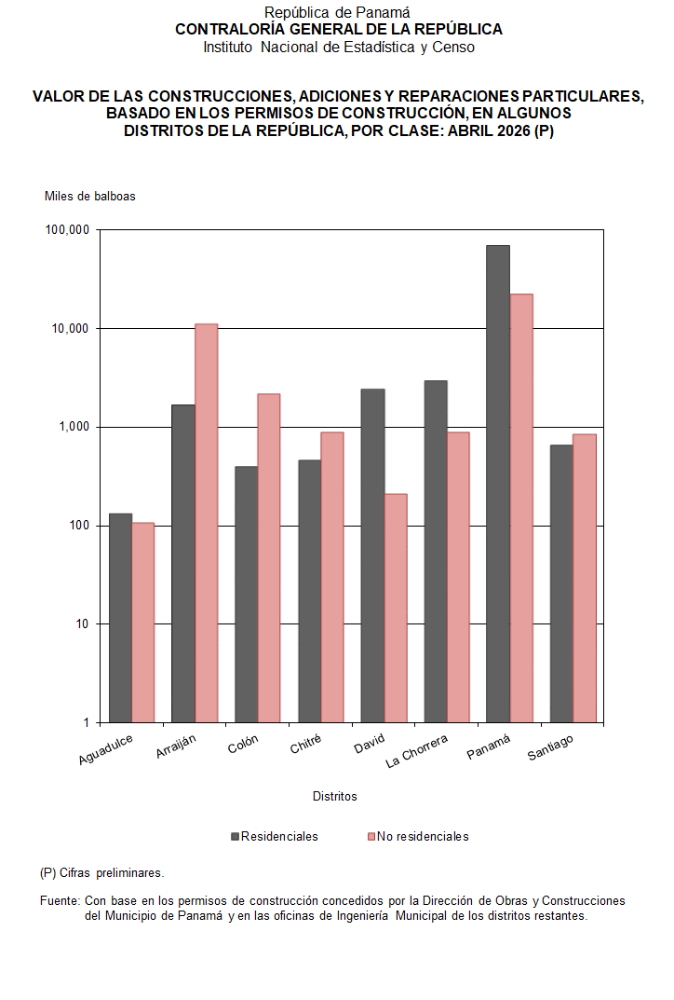 República de Panamá
CONTRALORÍA GENERAL DE LA REPÚBLICA
Instituto Nacional de Estadística y Censo
VALOR DE LAS CONSTRUCCIONES, ADICIONES Y REPARACIONES PARTICULARES,
BASADO EN LOS PERMISOS DE CONSTRUCCIÓN, EN ALGUNOS
DISTRITOS DE LA REPÚBLICA, POR CLASE: ABRIL 2026 (P)
Miles de balboas
100,000
10,000
1,000
100
10
1
Aguadulce
Arraiján
Colón
Chitré
David
La Chorrera
Panamá
Santiago
Distritos
Residenciales
No residenciales
(P) Cifras preliminares.
Fuente: Con base en los permisos de construcción concedidos por la Dirección de Obras y Construcciones
del Municipio de Panamá y en las oficinas de Ingeniería Municipal de los distritos restantes.